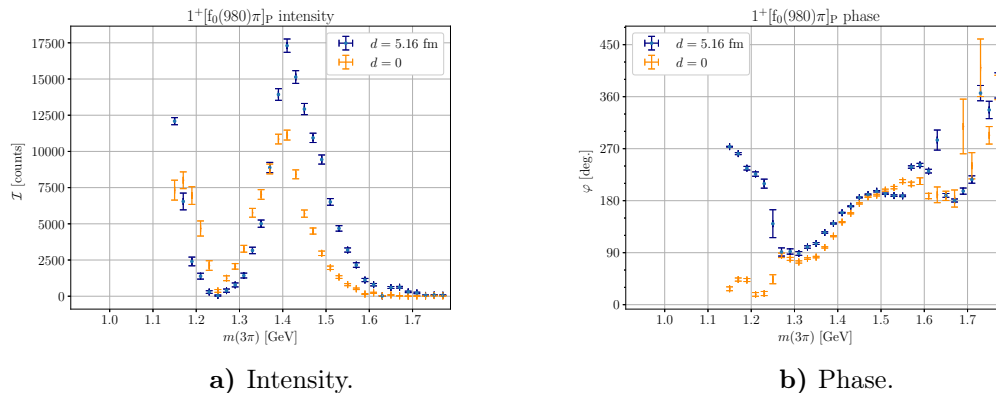 1⁺[f₀(980)π]_P intensity
𝓘 [counts]
17500
15000
12500
10000
7500
5000
2500
0
d = 5.16 fm
d = 0
1.0 1.1 1.2 1.3 1.4 1.5 1.6 1.7
m(3π) [GeV]
a) Intensity.
1⁺[f₀(980)π]_P phase
φ [deg.]
450
360
270
180
90
0
d = 5.16 fm
d = 0
1.0 1.1 1.2 1.3 1.4 1.5 1.6 1.7
m(3π) [GeV]
b) Phase.